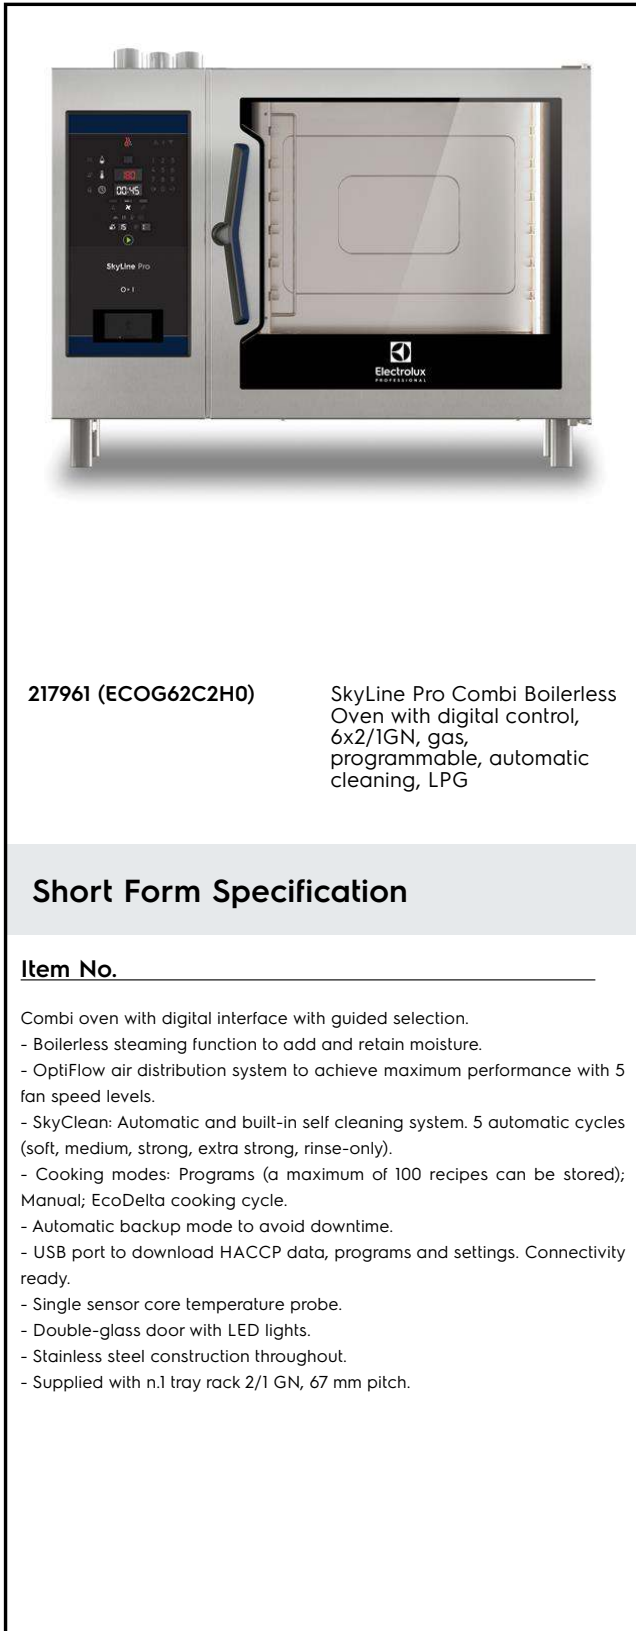 180
00:45
SkyLine Pro
Electrolux
PROFESSIONAL
217961 (ECOG62C2H0)
SkyLine Pro Combi Boilerless
Oven with digital control,
6x2/1GN, gas,
programmable, automatic
cleaning, LPG
Short Form Specification
Item No.
Combi oven with digital interface with guided selection.
- Boilerless steaming function to add and retain moisture.
- OptiFlow air distribution system to achieve maximum performance with 5
fan speed levels.
- SkyClean: Automatic and built-in self cleaning system. 5 automatic cycles
(soft, medium, strong, extra strong, rinse-only).
- Cooking modes: Programs (a maximum of 100 recipes can be stored);
Manual; EcoDelta cooking cycle.
- Automatic backup mode to avoid downtime.
- USB port to download HACCP data, programs and settings. Connectivity
ready.
- Single sensor core temperature probe.
- Double-glass door with LED lights.
- Stainless steel construction throughout.
- Supplied with n.1 tray rack 2/1 GN, 67 mm pitch.